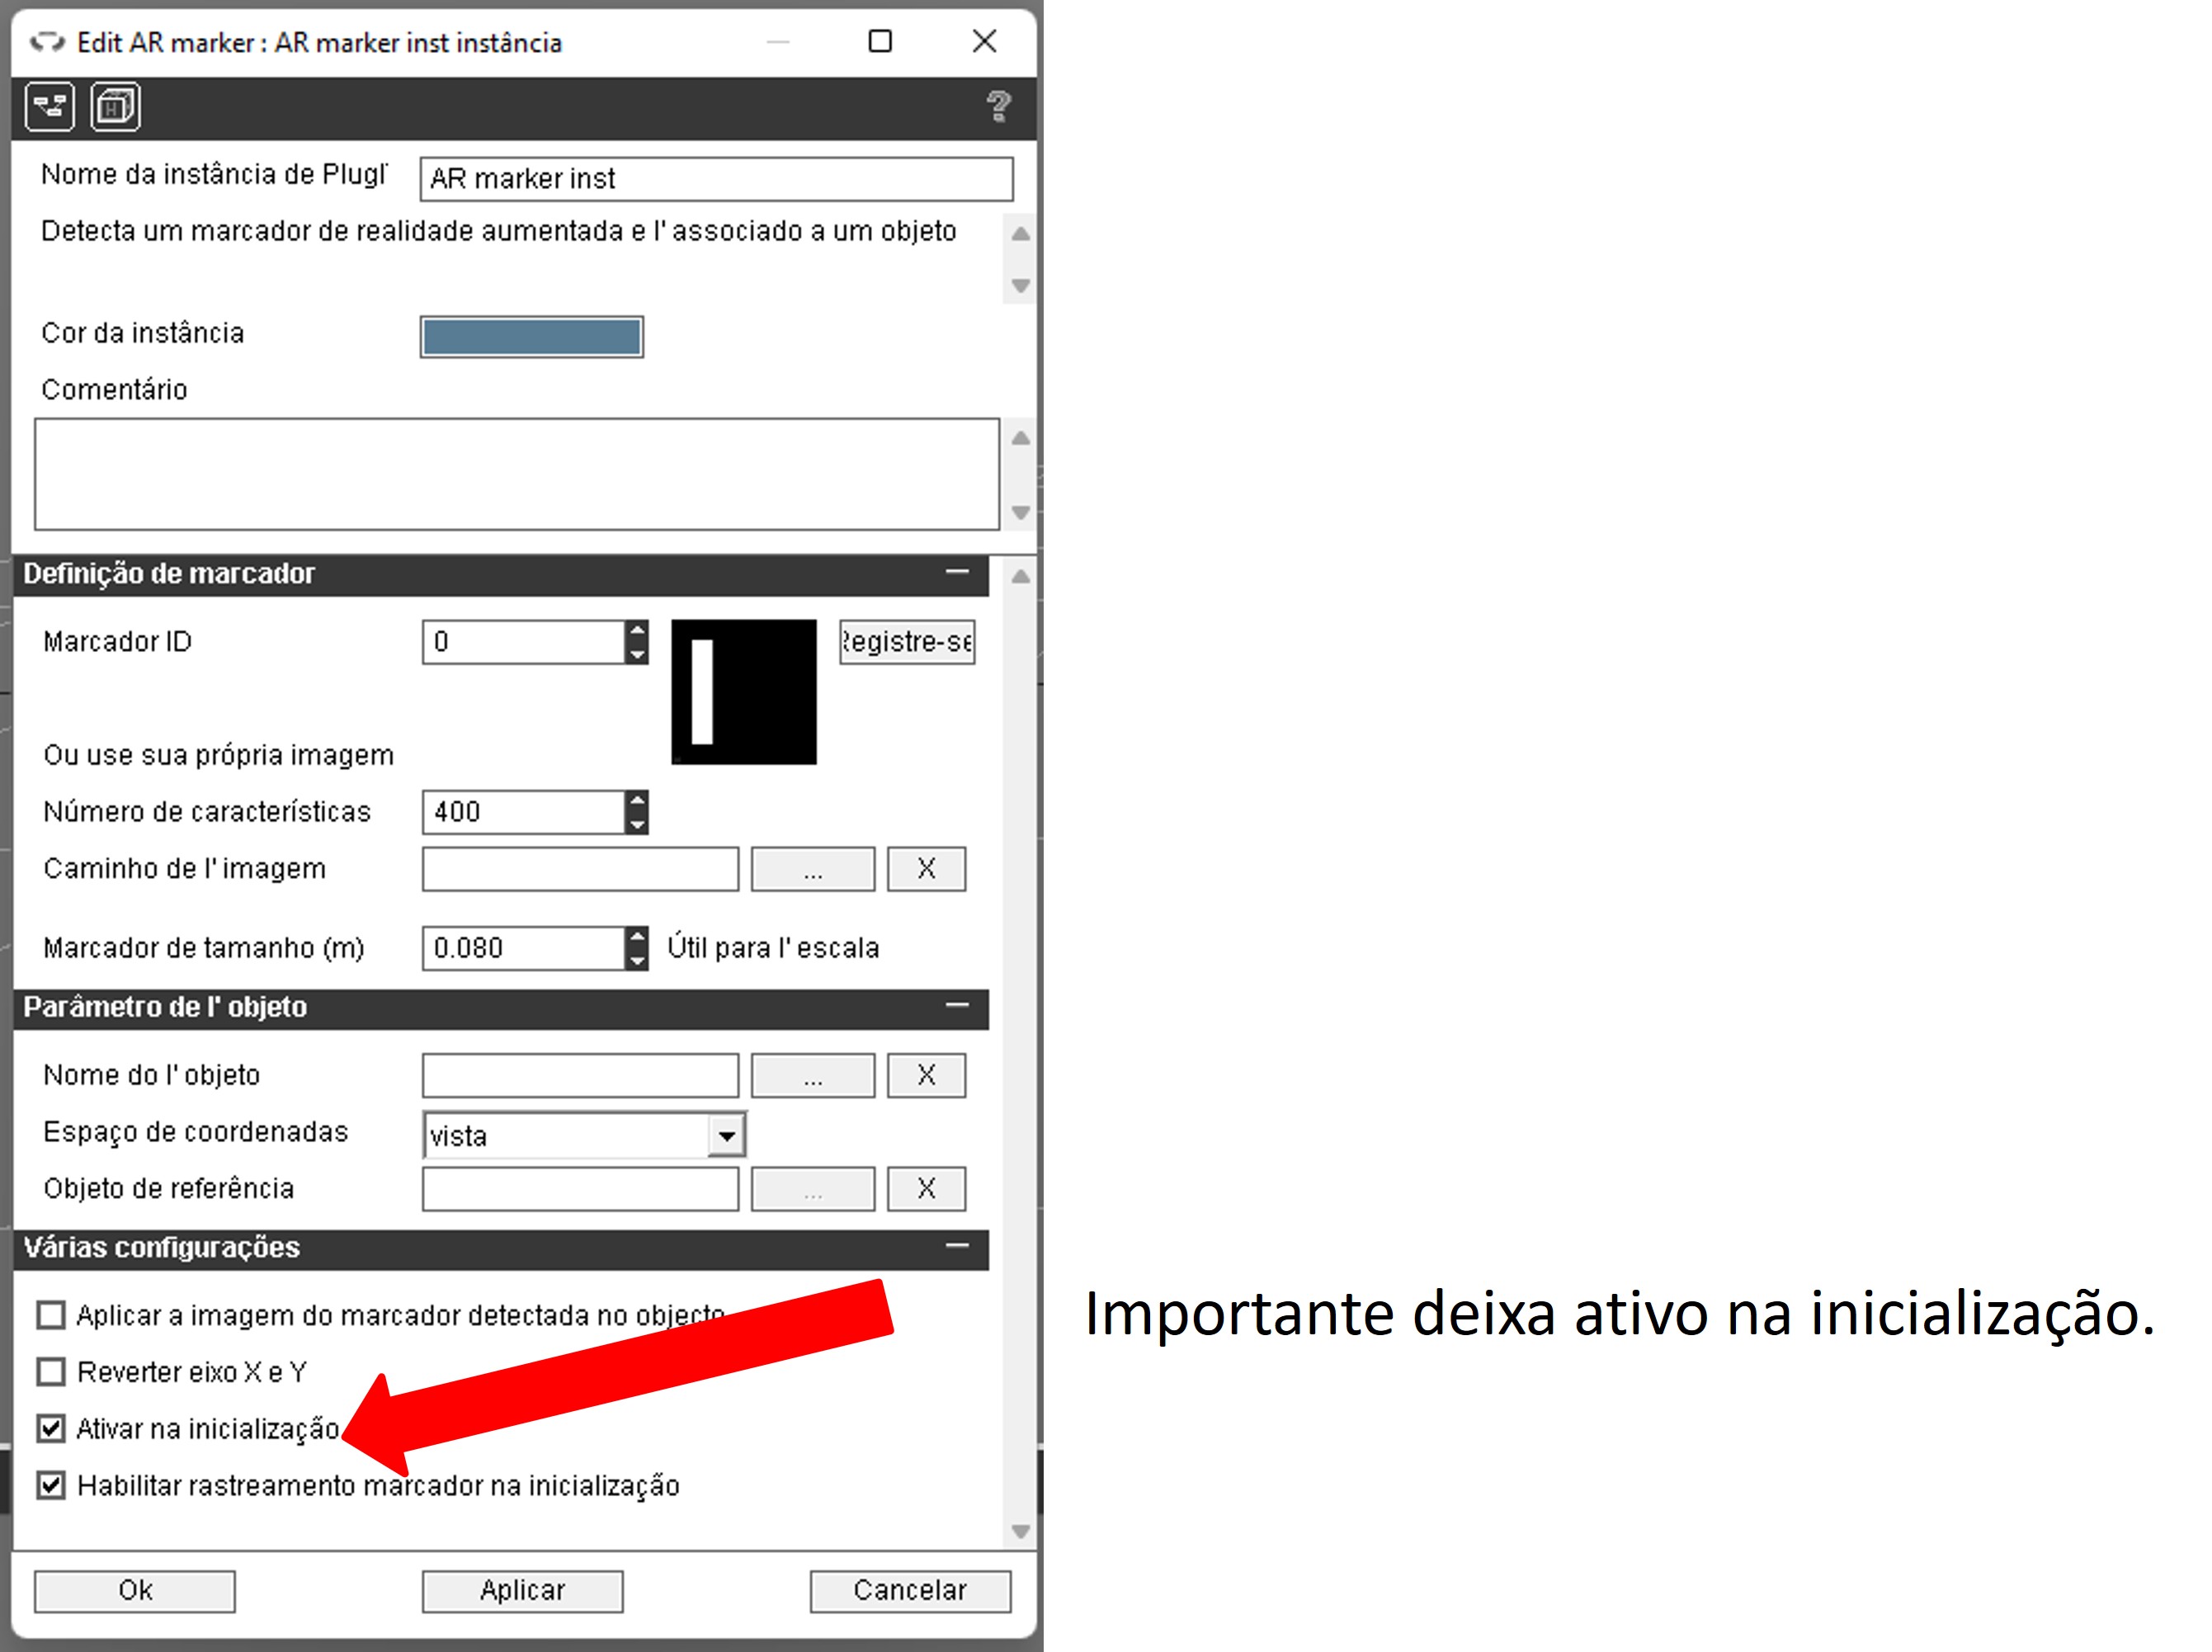 Edit AR marker : AR marker inst instância
?
Nome da instância de Plugl
AR marker inst
Detecta um marcador de realidade aumentada e l' associado a um objeto
Cor da instância
Comentário
Definição de marcador
Marcador ID
0
Registre-se
Ou use sua própria imagem
Número de características
400
Caminho de l' imagem
...
X
Marcador de tamanho (m)
0.080
Útil para l' escala
Parâmetro de l' objeto
Nome do l' objeto
...
X
Espaço de coordenadas
vista
Objeto de referência
...
X
Várias configurações
Aplicar a imagem do marcador detectada no objecto
Importante deixa ativo na inicialização.
Reverter eixo X e Y
Ativar na inicialização
Habilitar rastreamento marcador na inicialização
Ok
Aplicar
Cancelar